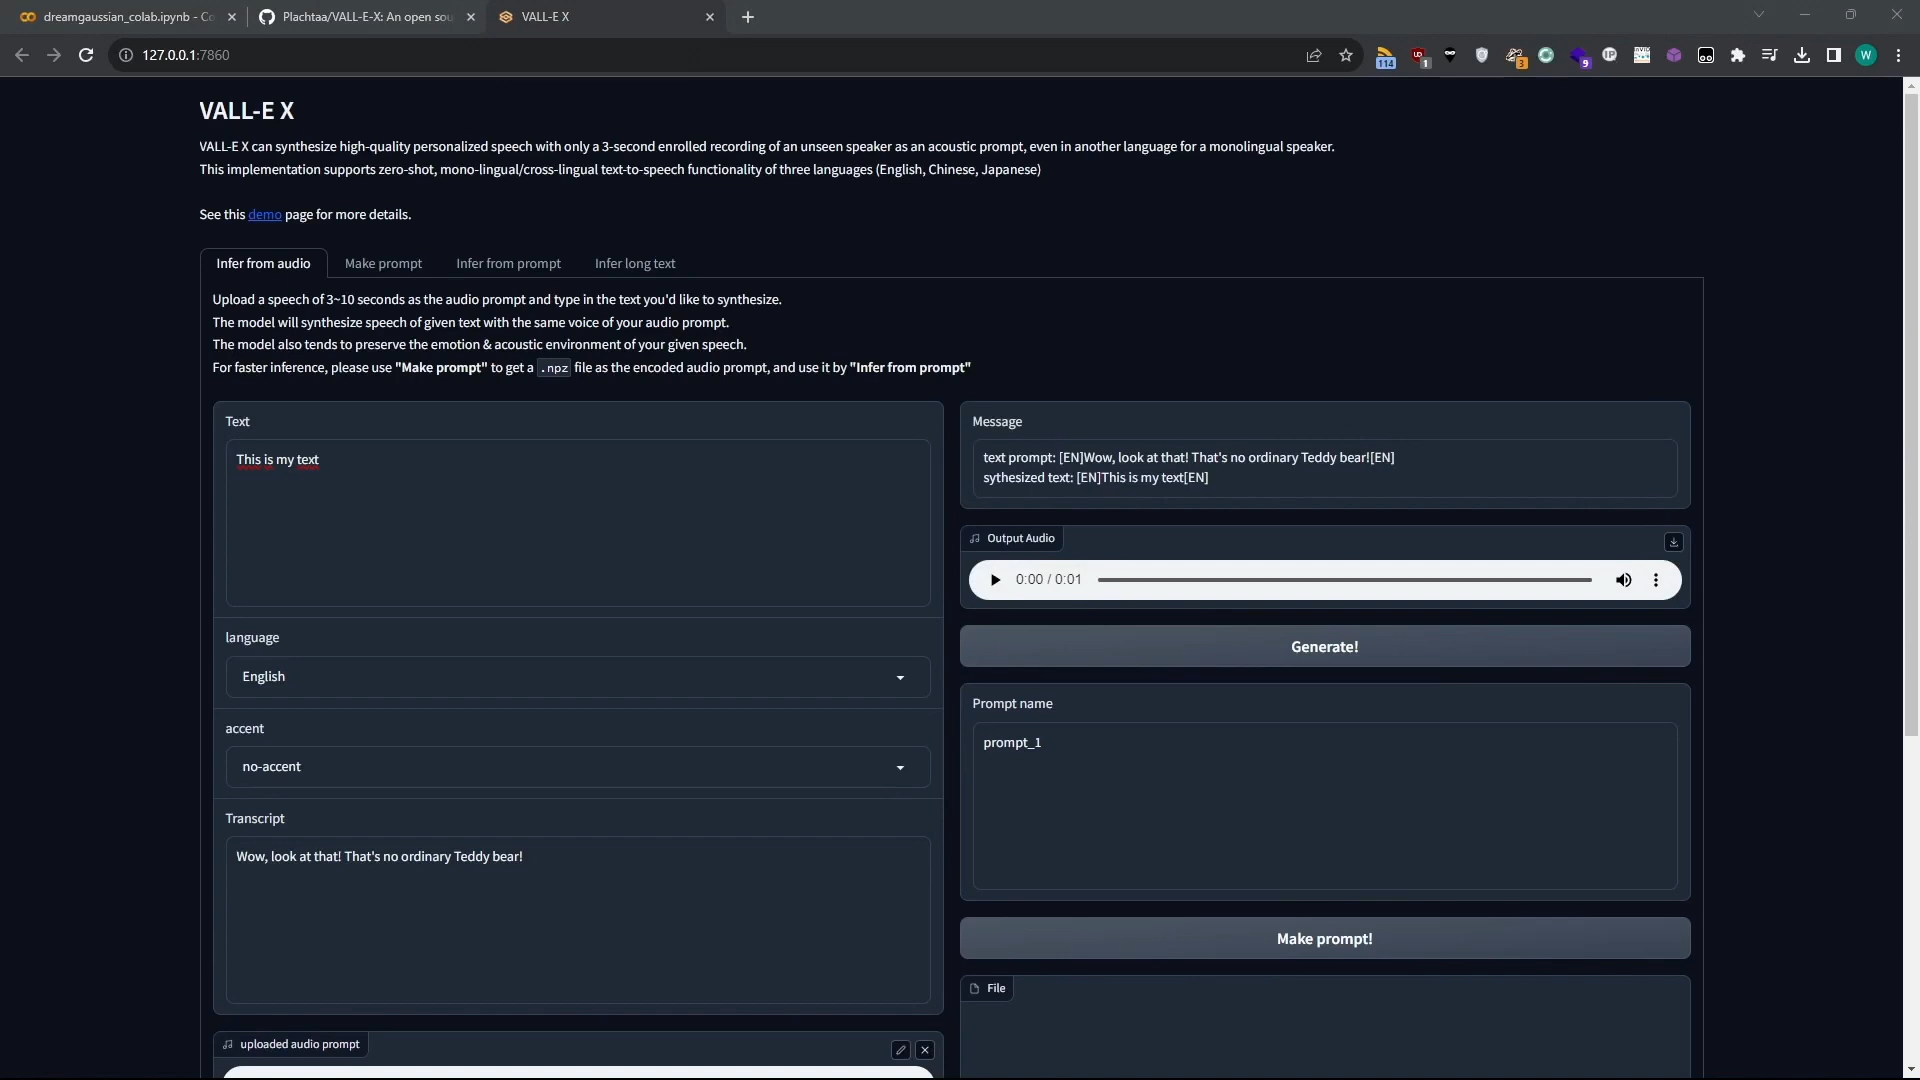 dreamgaussian_colab.ipynb - Co
Plachtaa/VALL-E-X: An open sou
VALL-E X
127.0.0.1:7860
114
1
3
9
W
VALL-E X
VALL-E X can synthesize high-quality personalized speech with only a 3-second enrolled recording of an unseen speaker as an acoustic prompt, even in another language for a monolingual speaker.
This implementation supports zero-shot, mono-lingual/cross-lingual text-to-speech functionality of three languages (English, Chinese, Japanese)
See this demo page for more details.
Infer from audio
Make prompt
Infer from prompt
Infer long text
Upload a speech of 3~10 seconds as the audio prompt and type in the text you'd like to synthesize.
The model will synthesize speech of given text with the same voice of your audio prompt.
The model also tends to preserve the emotion & acoustic environment of your given speech.
For faster inference, please use "Make prompt" to get a .npz file as the encoded audio prompt, and use it by "Infer from prompt"
Text
This is my text
language
English
accent
no-accent
Transcript
Wow, look at that! That's no ordinary Teddy bear!
uploaded audio prompt
Message
text prompt: [EN]Wow, look at that! That's no ordinary Teddy bear![EN]
sythesized text: [EN]This is my text[EN]
Output Audio
0:00 / 0:01
Generate!
Prompt name
prompt_1
Make prompt!
File